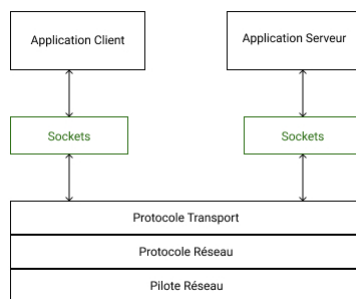 Application Client
Application Serveur
Sockets
Sockets
Protocole Transport
Protocole Réseau
Pilote Réseau